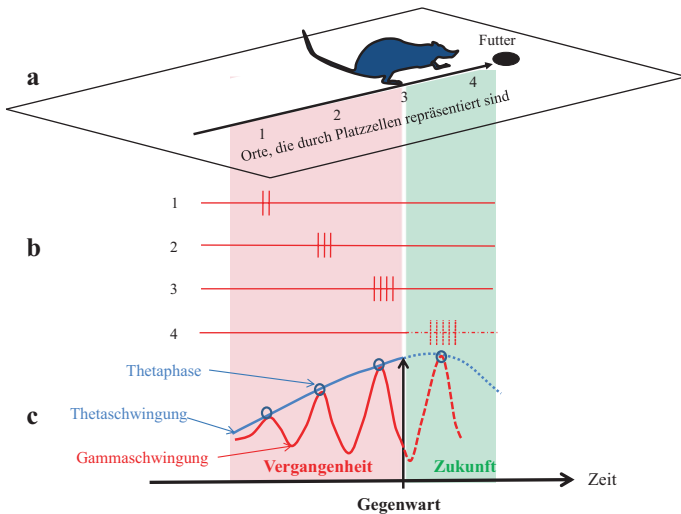 Futter
a
4
3
2
1
Orte, die durch Platzzellen repräsentiert sind
1
b
2
3
4
Thetaphase
c
Thetaschwingung
Gammaschwingung
Vergangenheit
Zukunft
Zeit
Gegenwart